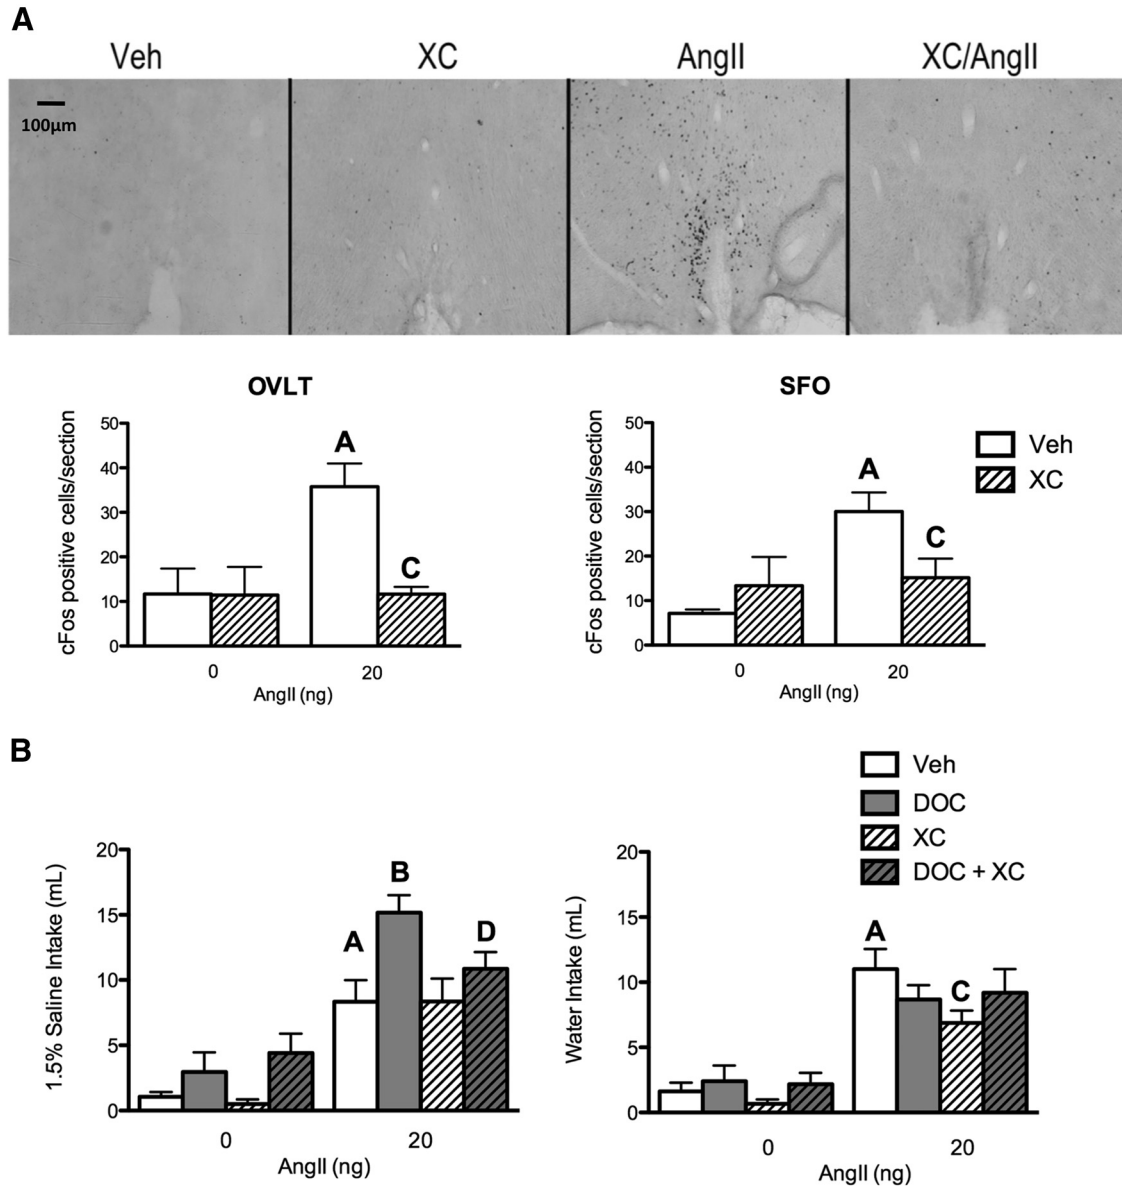 A
Veh XC AngII XC/AngII
100µm
OVLT
cFos positive cells/section
50
40
30
20
10
0
A
C
0 20
AngII (ng)
SFO
cFos positive cells/section
50
40
30
20
10
0
A
C
0 20
AngII (ng)
Veh
XC
B
1.5% Saline Intake (mL)
20
15
10
5
0
A
B
D
0 20
AngII (ng)
Water Intake (mL)
20
15
10
5
0
A
C
0 20
AngII (ng)
Veh
DOC
XC
DOC + XC